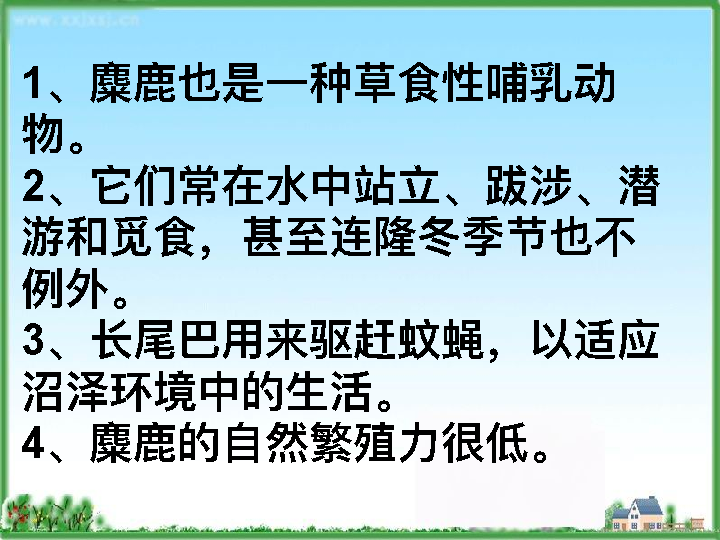 www.xxjxsj.cn
1、麋鹿也是一种草食性哺乳动
物。
2、它们常在水中站立、跋涉、潜
游和觅食，甚至连隆冬季节也不
例外。
3、长尾巴用来驱赶蚊蝇，以适应
沼泽环境中的生活。
4、麋鹿的自然繁殖力很低。